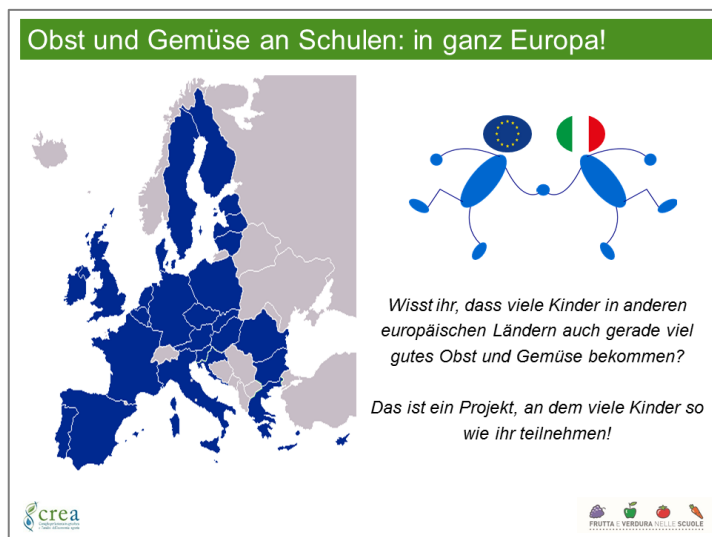 Obst und Gemüse an Schulen: in ganz Europa!
Wisst ihr, dass viele Kinder in anderen
europäischen Ländern auch gerade viel
gutes Obst und Gemüse bekommen?
Das ist ein Projekt, an dem viele Kinder so
wie ihr teilnehmen!
crea
FRUTTA E VERDURA NELLE SCUOLE